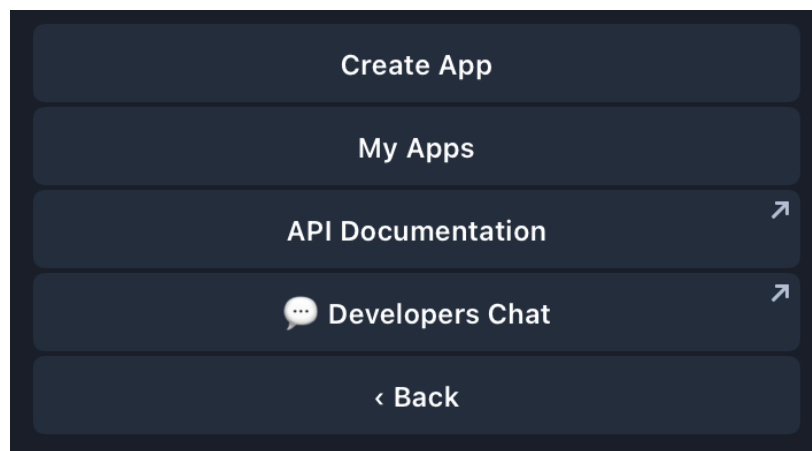 Create App
My Apps
API Documentation
💬 Developers Chat
‹ Back